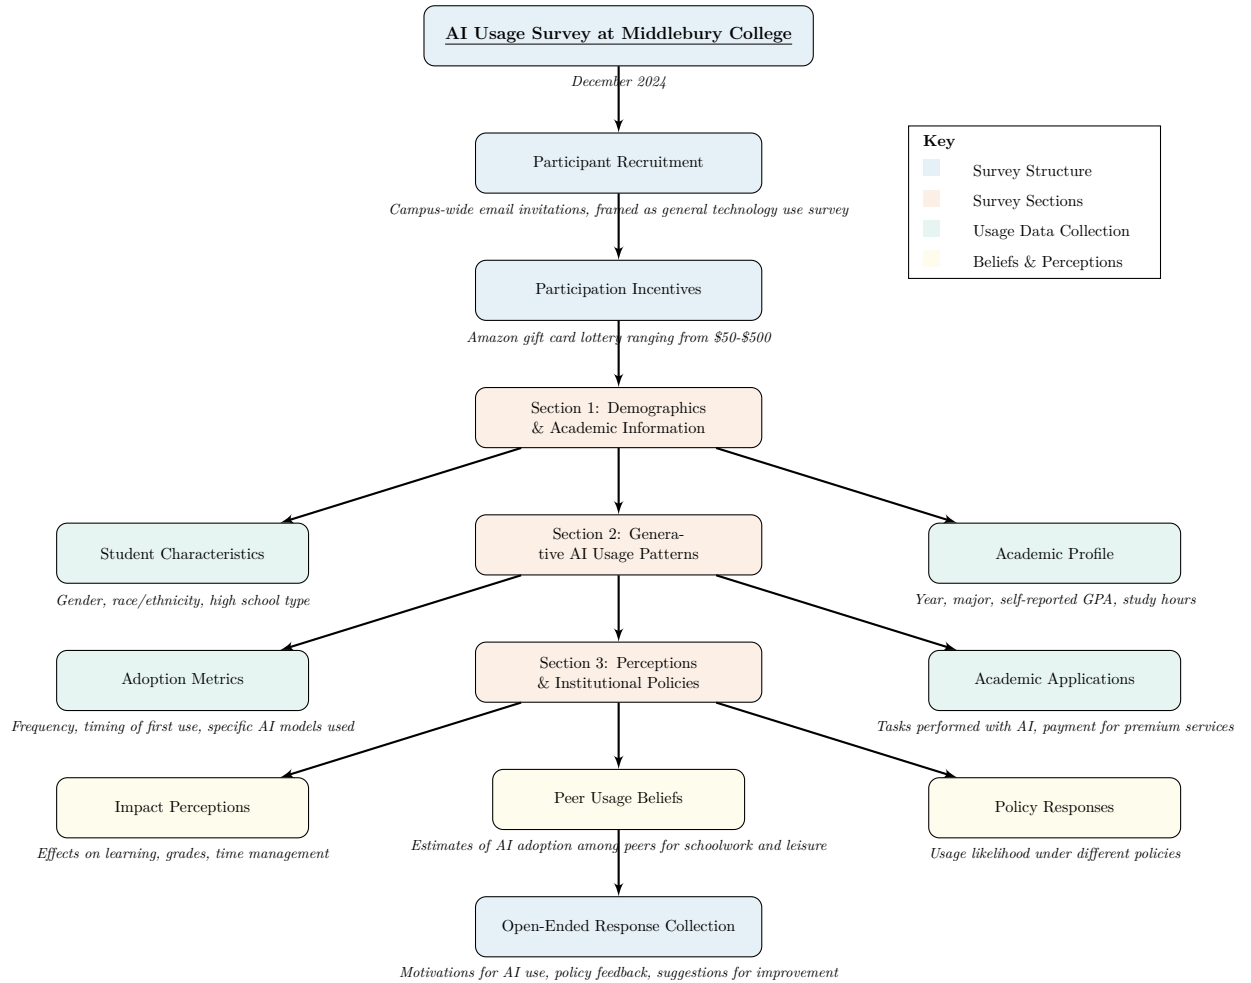 AI Usage Survey at Middlebury College
December 2024
Participant Recruitment
Campus-wide email invitations, framed as general technology use survey
Key
Survey Structure
Survey Sections
Usage Data Collection
Beliefs & Perceptions
Participation Incentives
Amazon gift card lottery ranging from $50-$500
Section 1: Demographics
& Academic Information
Student Characteristics
Gender, race/ethnicity, high school type
Section 2: Genera-
tive AI Usage Patterns
Academic Profile
Year, major, self-reported GPA, study hours
Adoption Metrics
Frequency, timing of first use, specific AI models used
Section 3: Perceptions
& Institutional Policies
Academic Applications
Tasks performed with AI, payment for premium services
Impact Perceptions
Effects on learning, grades, time management
Peer Usage Beliefs
Estimates of AI adoption among peers for schoolwork and leisure
Policy Responses
Usage likelihood under different policies
Open-Ended Response Collection
Motivations for AI use, policy feedback, suggestions for improvement